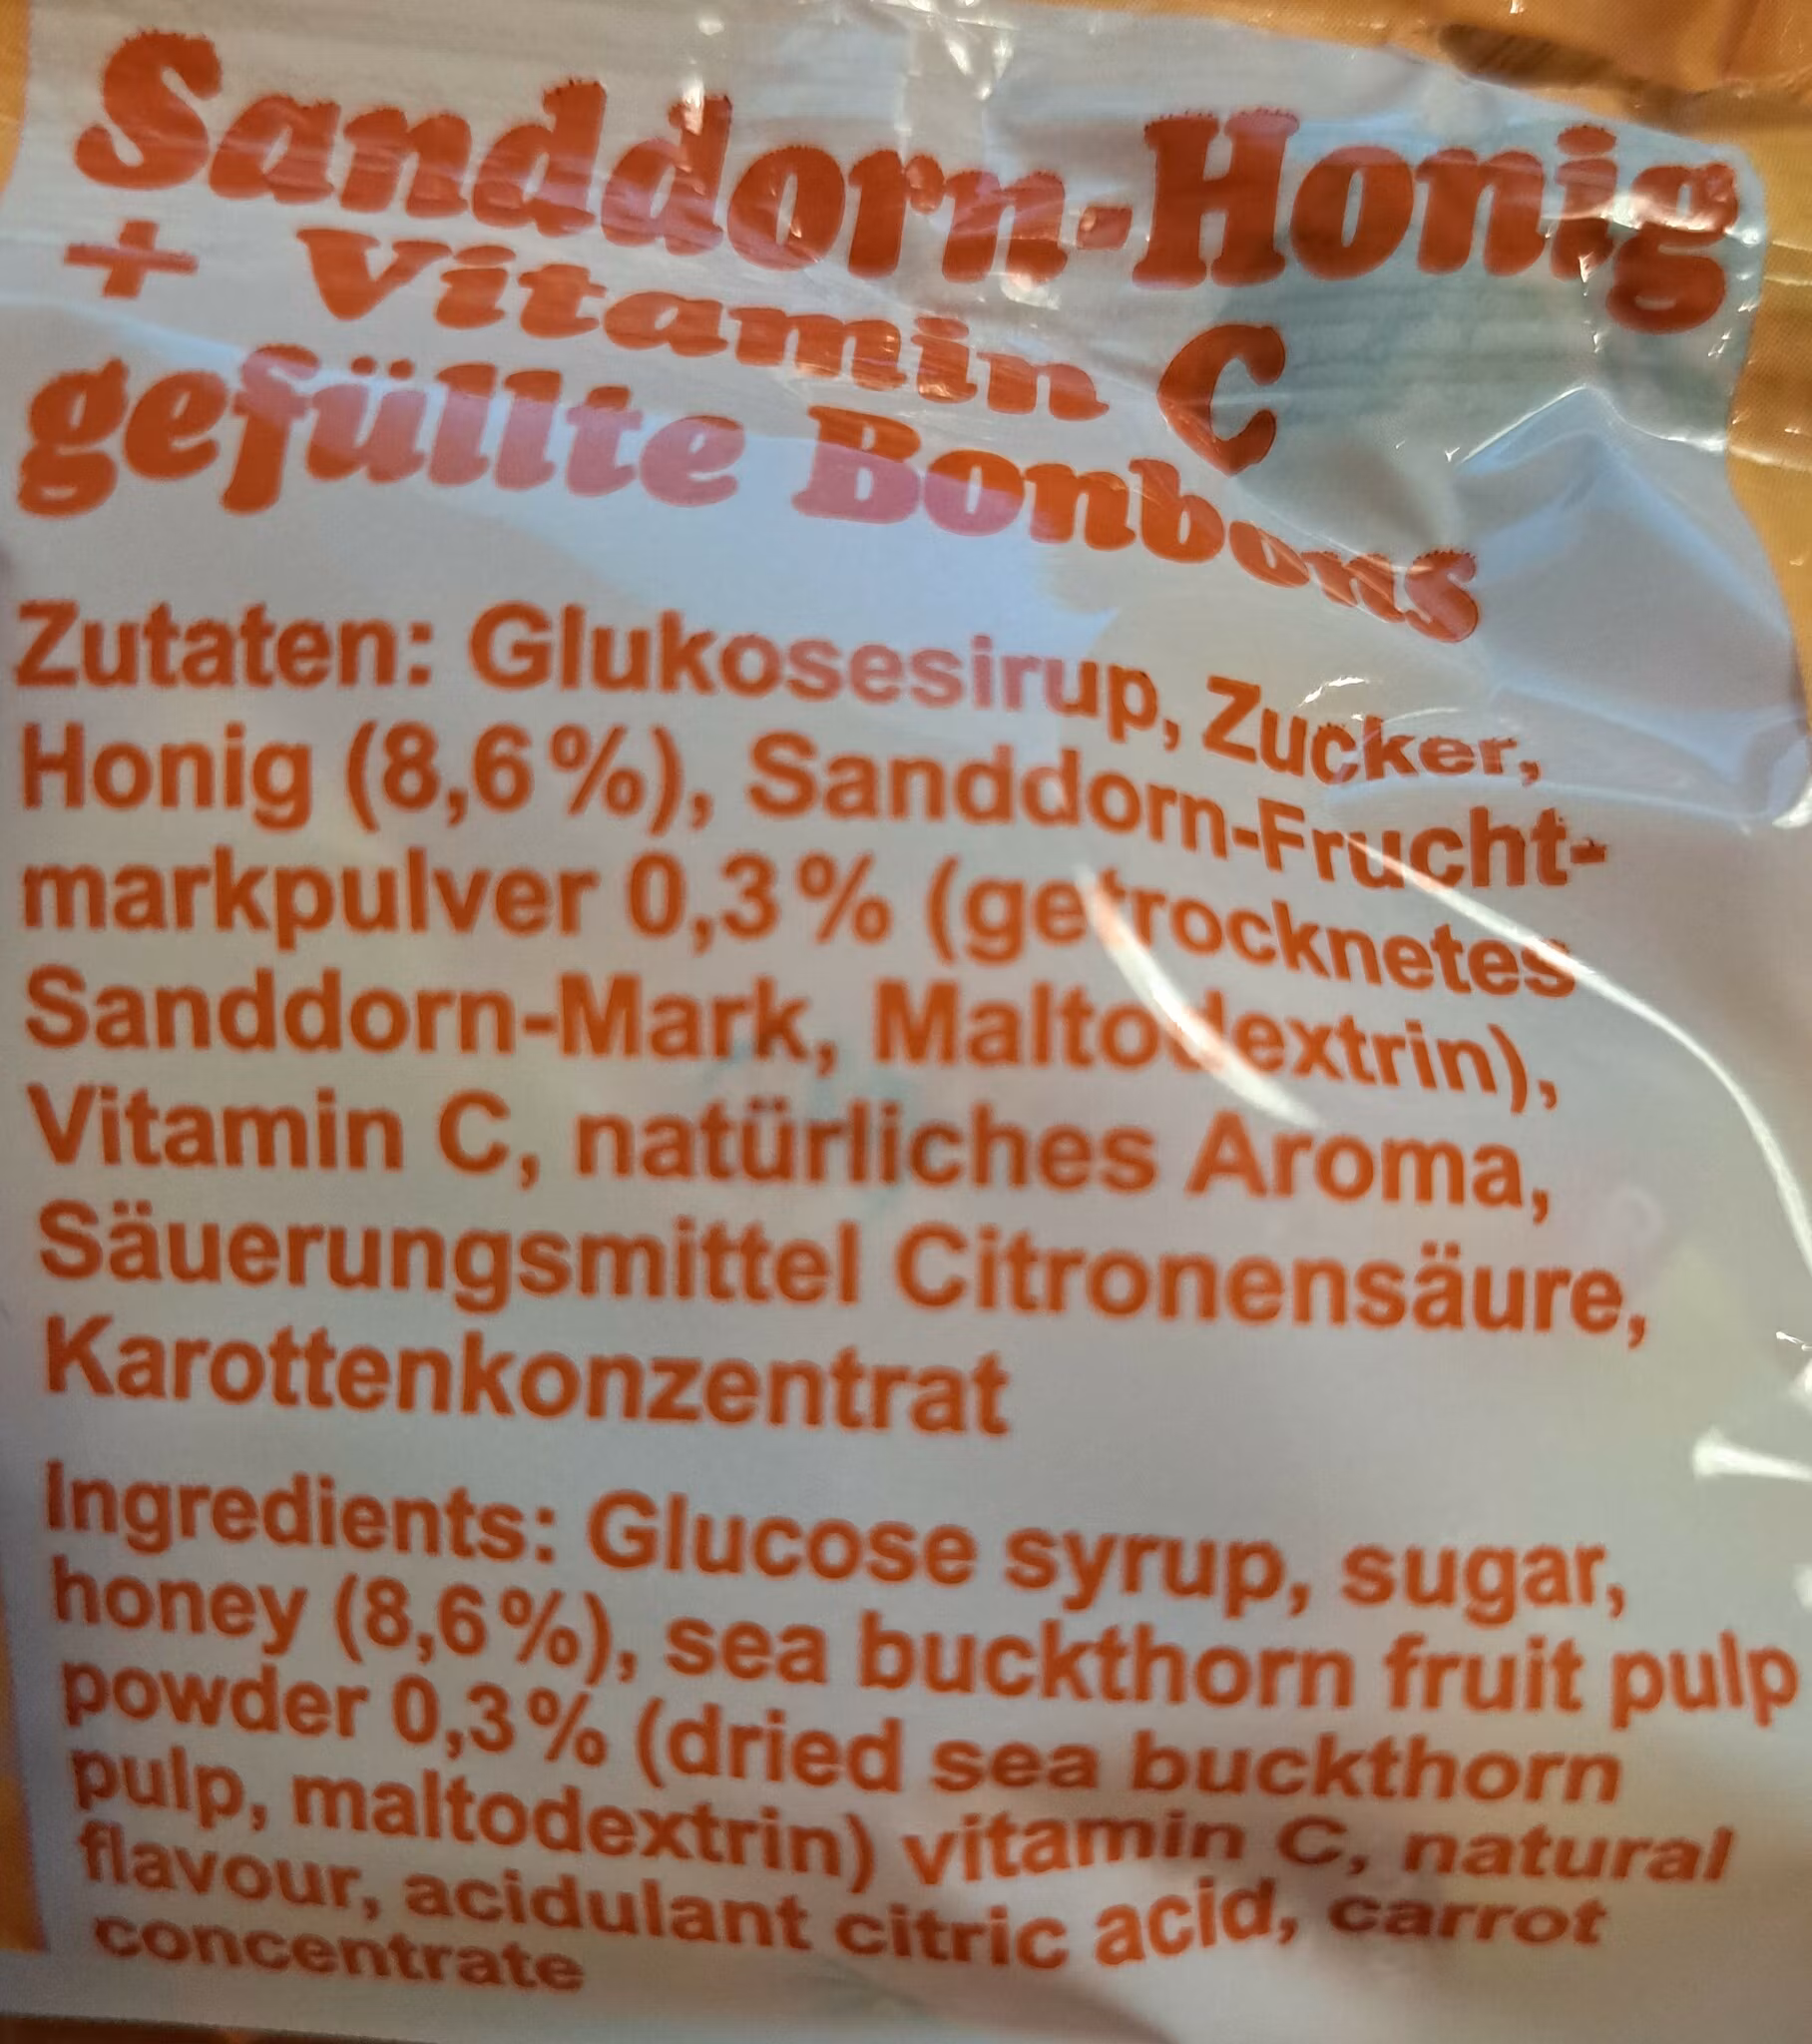 Sanddorn-Honig
+ Vitamin C
gefüllte Bonbons
Zutaten: Glukosesirup, Zucker,
Honig (8,6%), Sanddorn-Frucht-
markpulver 0,3% (getrocknetes
Sanddorn-Mark, Maltodextrin),
Vitamin C, natürliches Aroma,
Säuerungsmittel Citronensäure,
Karottenkonzentrat
Ingredients: Glucose syrup, sugar,
honey (8,6%), sea buckthorn fruit pulp
powder 0,3% (dried sea buckthorn
pulp, maltodextrin) vitamin C, natural
flavour, acidulant citric acid, carrot
concentrate